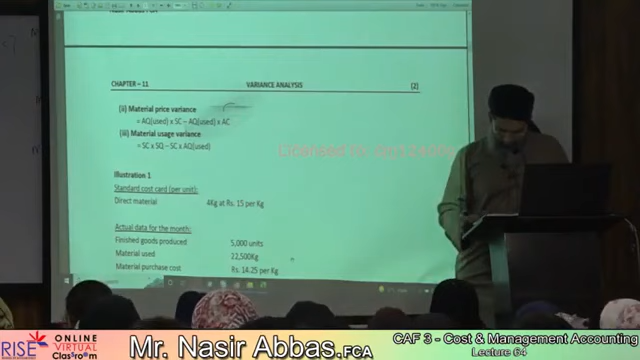 CHAPTER – 11 VARIANCE ANALYSIS [2]
(ii) Material price variance
= AQ(used) x SC – AQ(used) x AC
(iii) Material usage variance
= SC x SQ – SC x AQ(used)
Illustration 1
Standard cost card (per unit):
Direct material 4Kg at Rs. 15 per Kg
Actual data for the month:
Finished goods produced 5,000 units
Material used 22,500Kg
Material purchase cost Rs. 14.25 per Kg
RISE ONLINE
VIRTUAL
Classroom
Mr. Nasir Abbas.FCA
CAF 3 - Cost & Management Accounting
Lecture 64